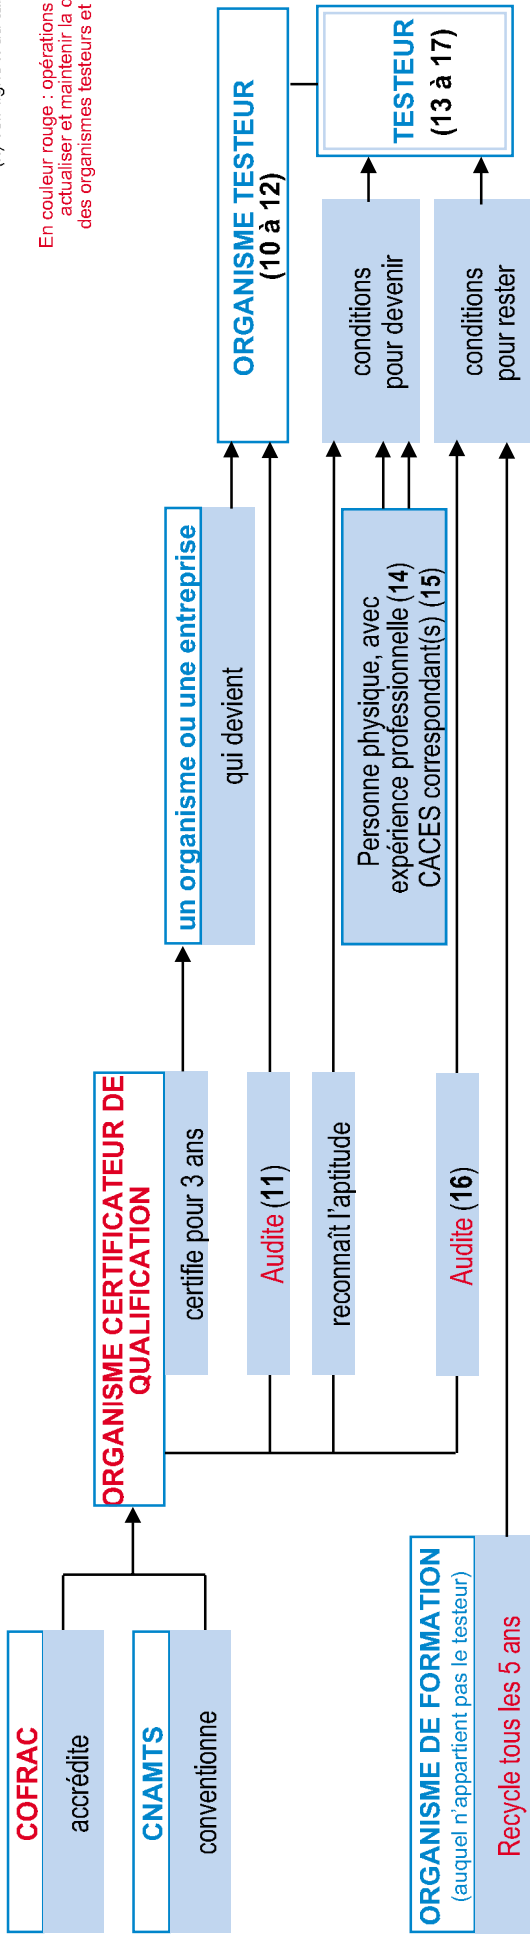 En couleur rouge : opérations
actualiser et maintenir la
des organismes testeurs et
COFRAC
accrédite
CNAMTS
conventionne
ORGANISME CERTIFICATEUR DE
QUALIFICATION
certifie pour 3 ans
Audite (11)
reconnaît l’aptitude
Audite (16)
un organisme ou une entreprise
qui devient
Personne physique, avec
expérience professionnelle (14)
CACES correspondant(s) (15)
ORGANISME TESTEUR
(10 à 12)
TESTEUR
(13 à 17)
conditions
pour devenir
conditions
pour rester
ORGANISME DE FORMATION
(auquel n’appartient pas le testeur)
Recycle tous les 5 ans